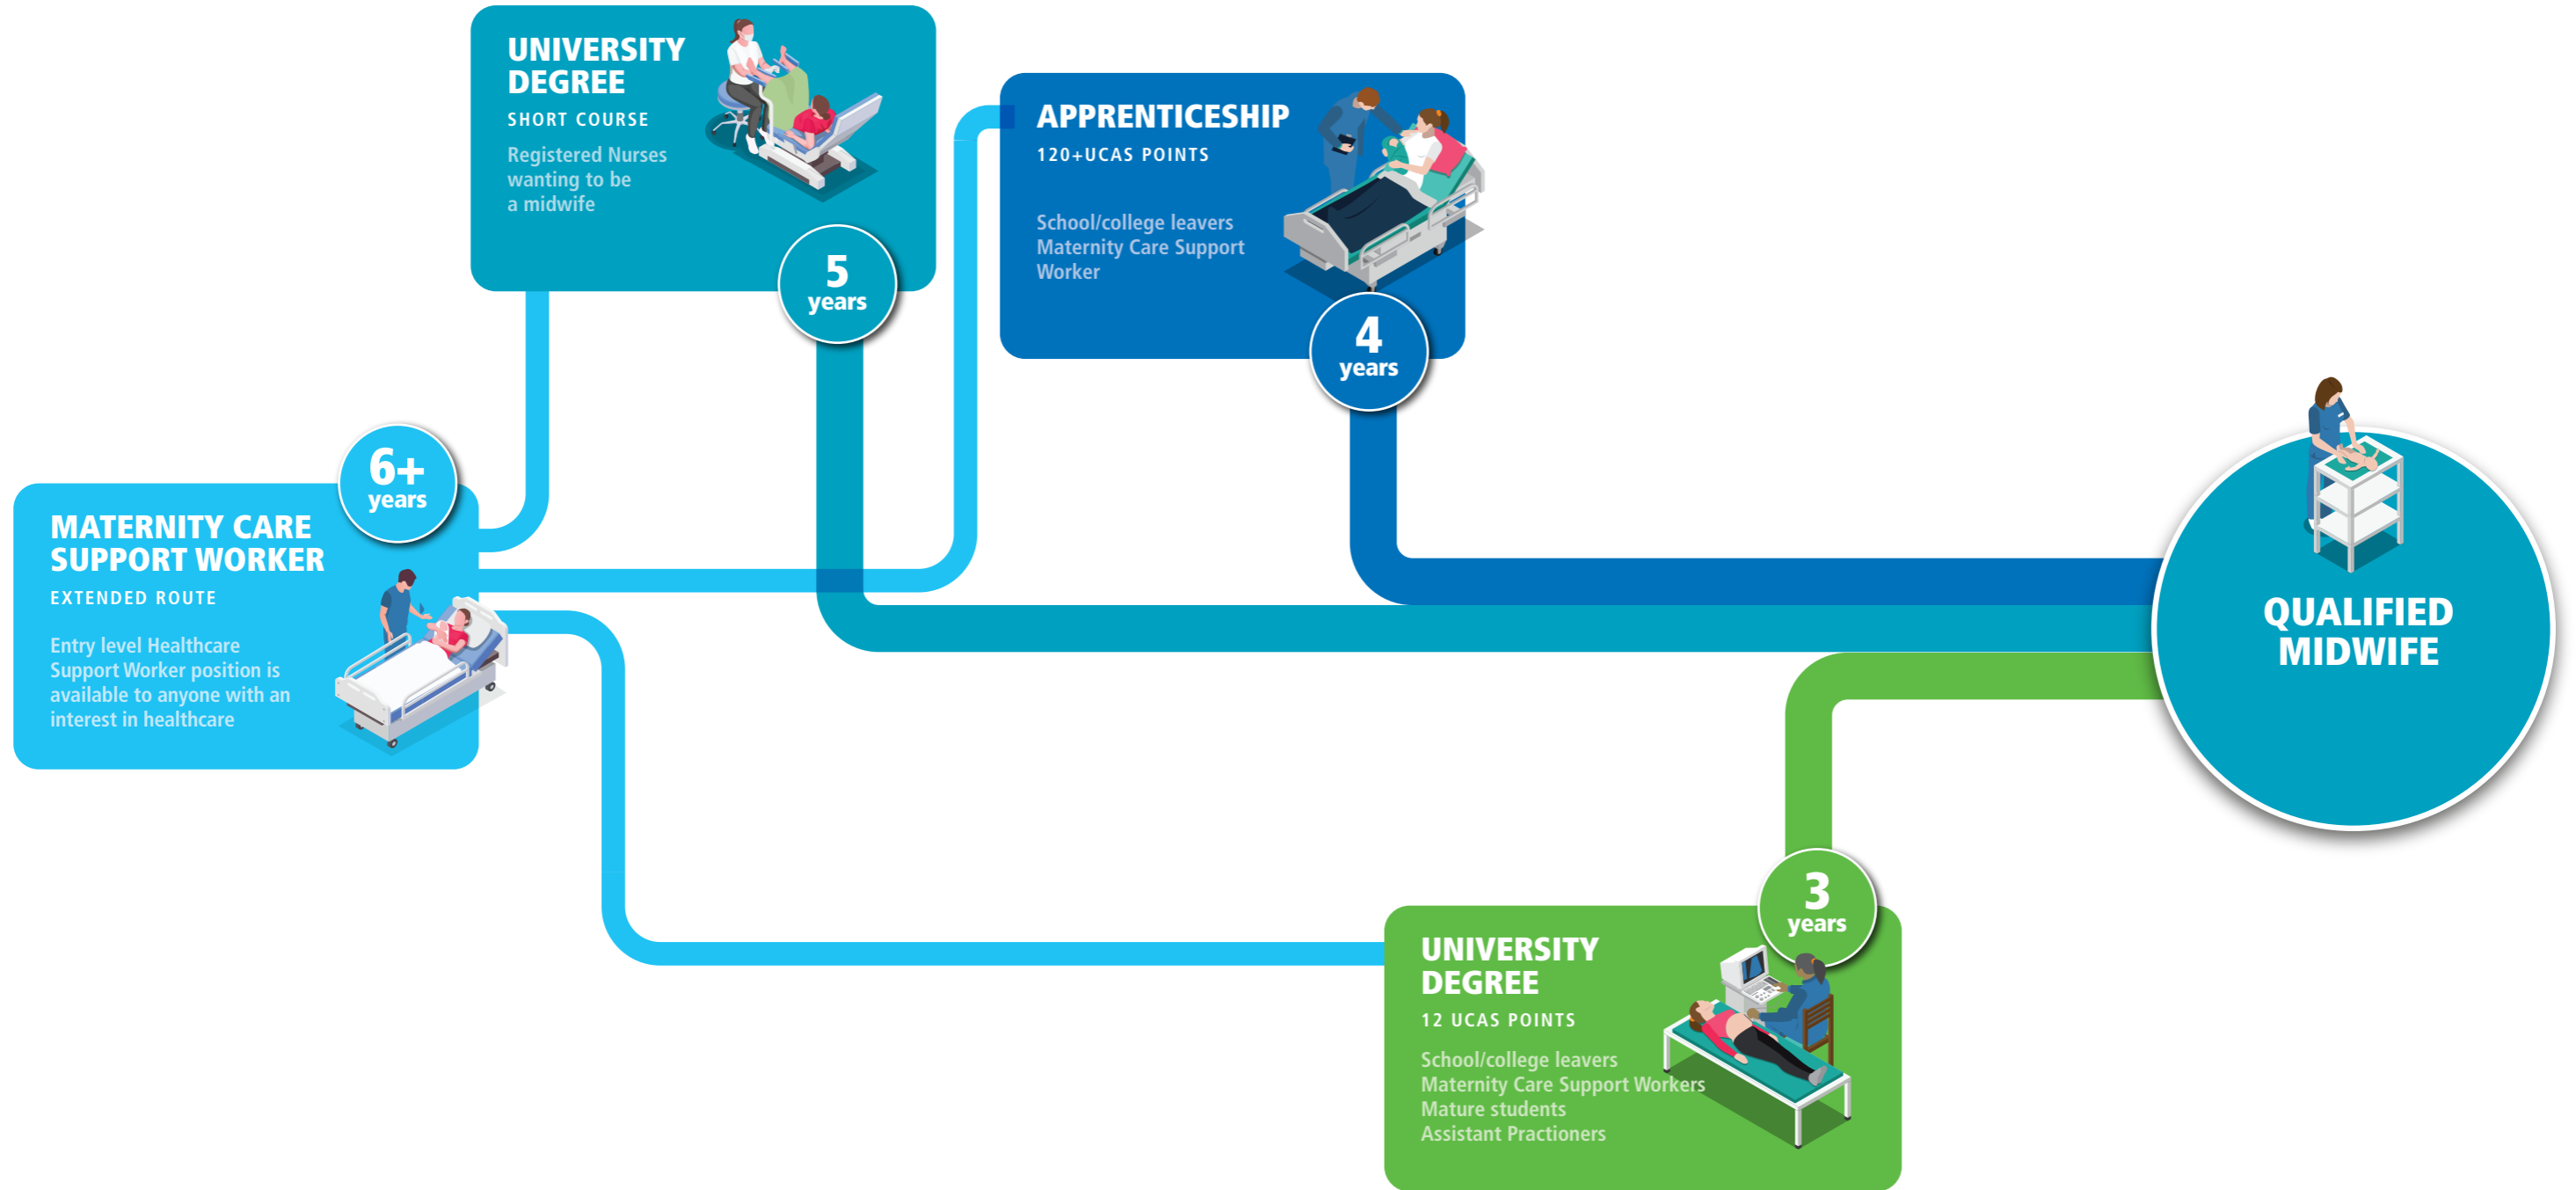 UNIVERSITY
DEGREE
SHORT COURSE
Registered Nurses
wanting to be
a midwife
5
years
APPRENTICESHIP
120+UCAS POINTS
School/college leavers
Maternity Care Support
Worker
4
years
6+
years
MATERNITY CARE
SUPPORT WORKER
EXTENDED ROUTE
Entry level Healthcare
Support Worker position is
available to anyone with an
interest in healthcare
QUALIFIED
MIDWIFE
3
years
UNIVERSITY
DEGREE
12 UCAS POINTS
School/college leavers
Maternity Care Support Workers
Mature students
Assistant Practioners